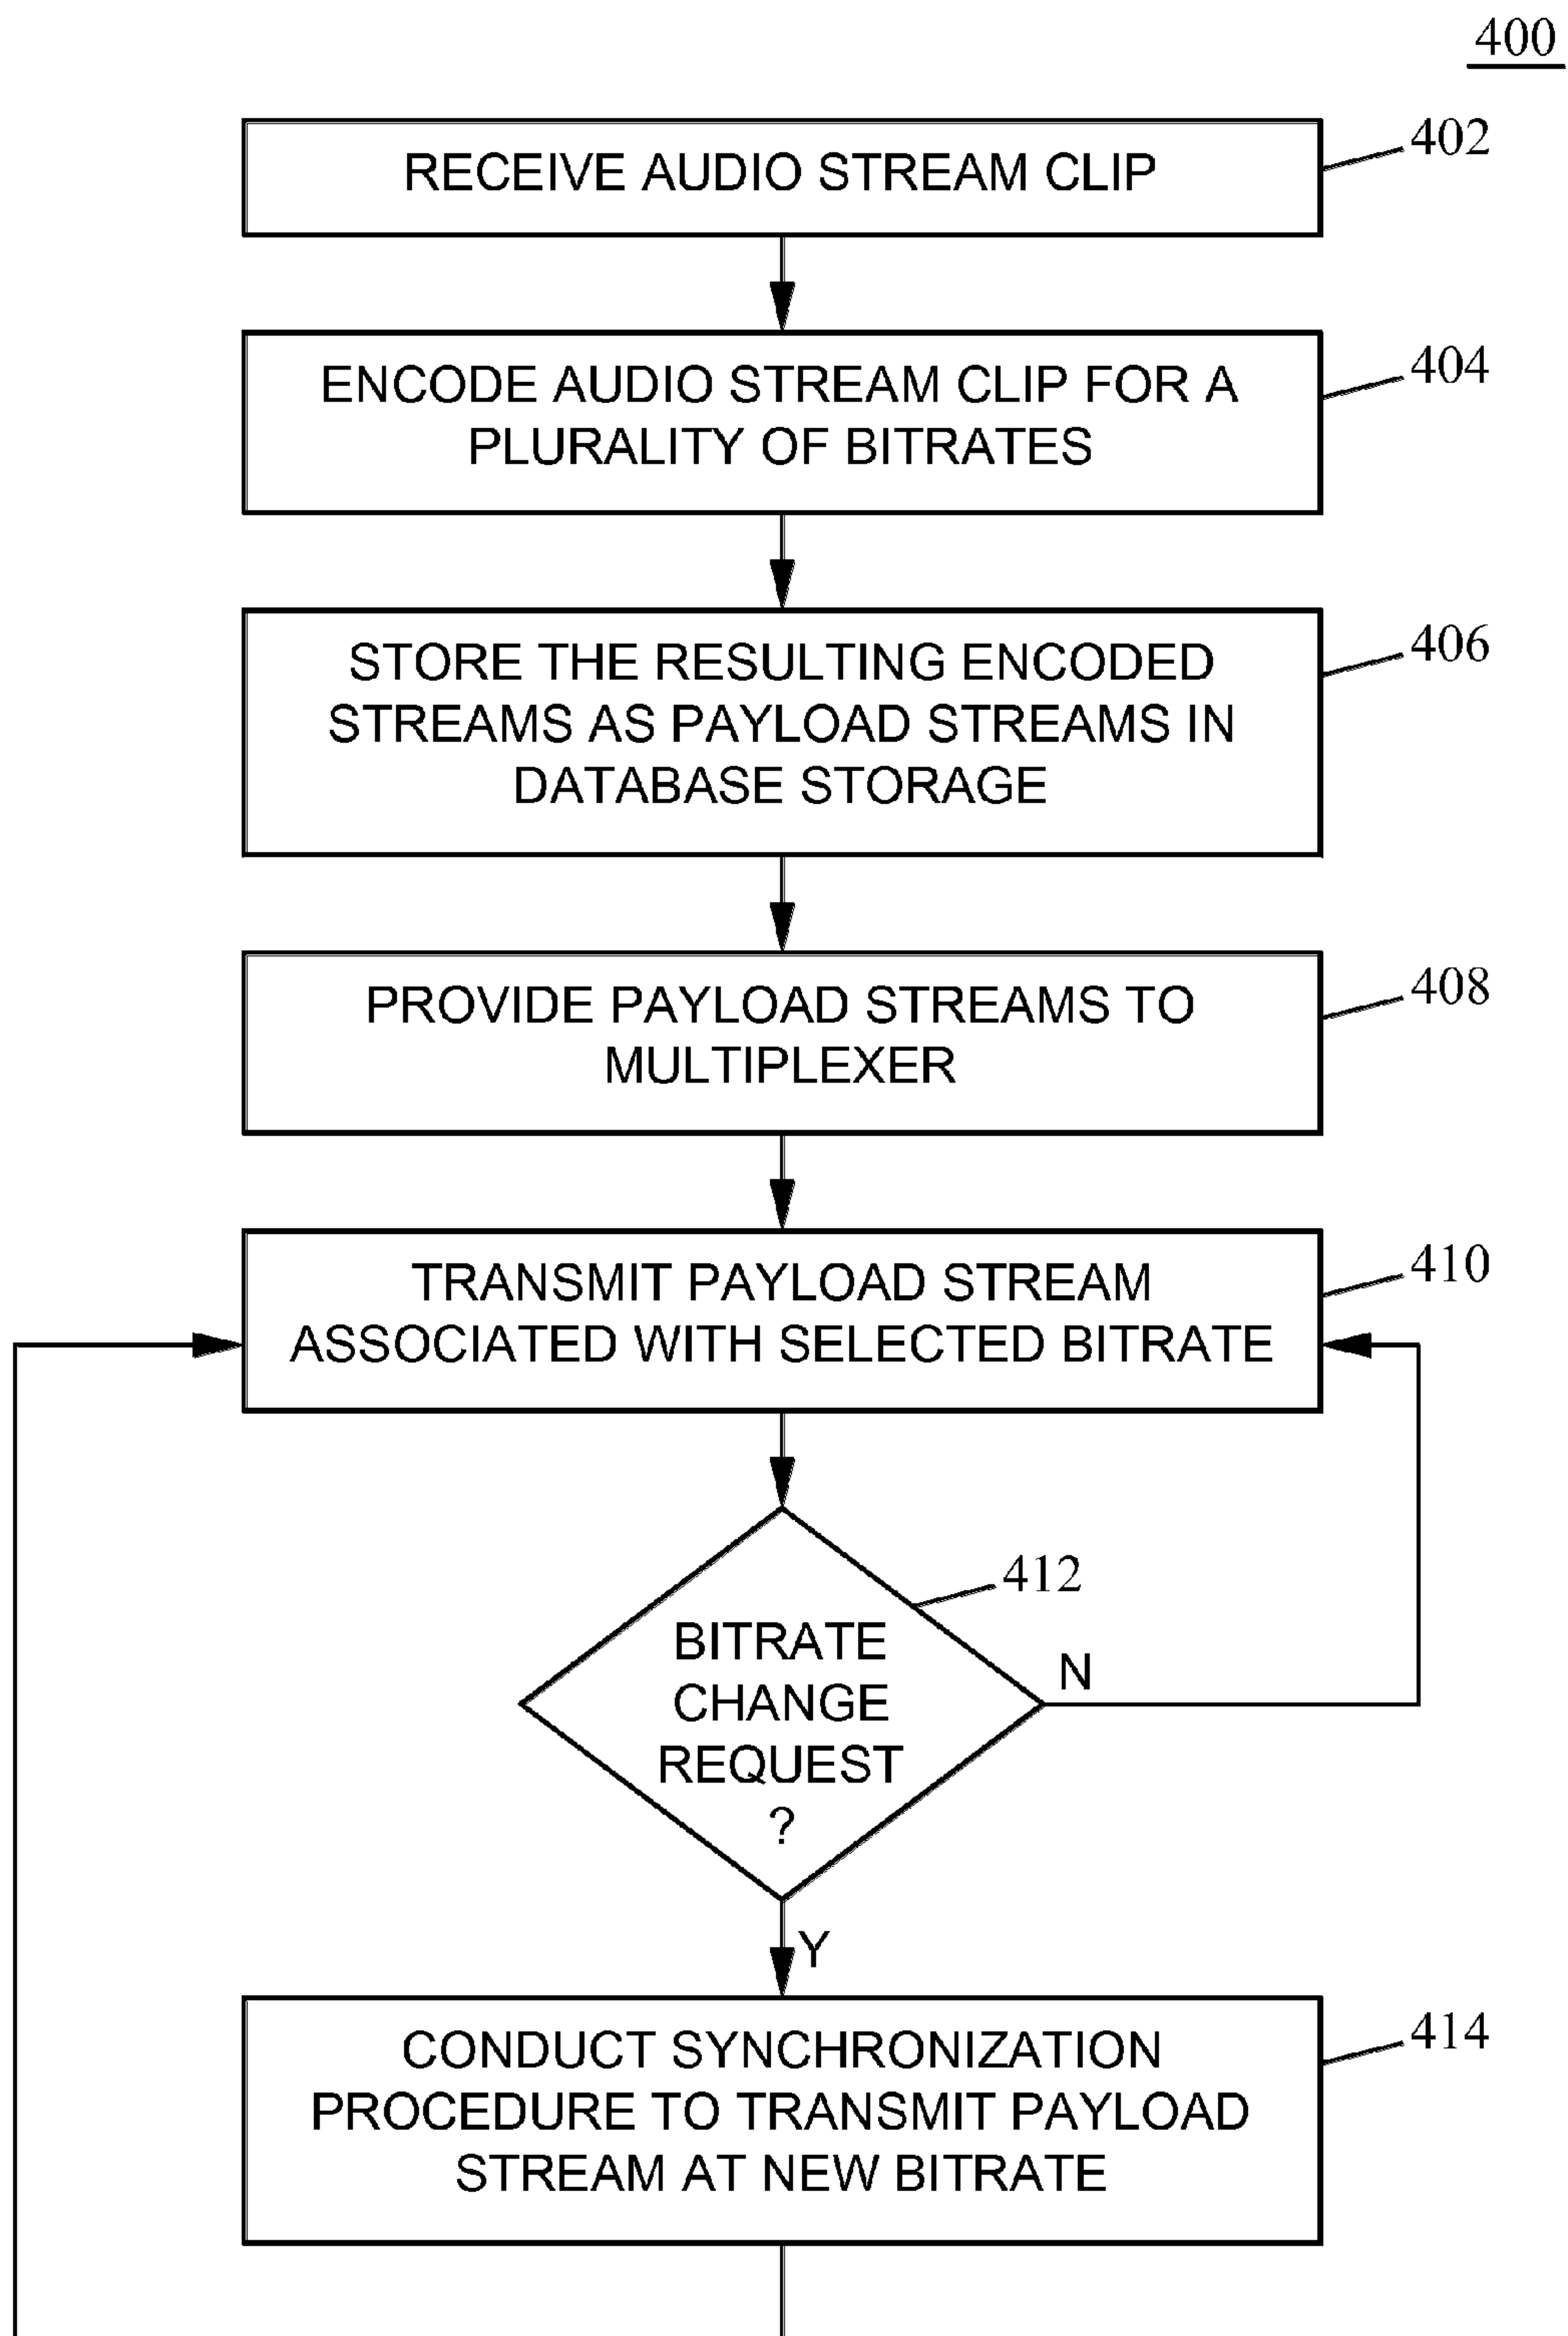 400
RECEIVE AUDIO STREAM CLIP
402
ENCODE AUDIO STREAM CLIP FOR A
PLURALITY OF BITRATES
404
STORE THE RESULTING ENCODED
STREAMS AS PAYLOAD STREAMS IN
DATABASE STORAGE
406
PROVIDE PAYLOAD STREAMS TO
MULTIPLEXER
408
TRANSMIT PAYLOAD STREAM
ASSOCIATED WITH SELECTED BITRATE
410
412
BITRATE
CHANGE
REQUEST
?
N
Y
CONDUCT SYNCHRONIZATION
PROCEDURE TO TRANSMIT PAYLOAD
STREAM AT NEW BITRATE
414